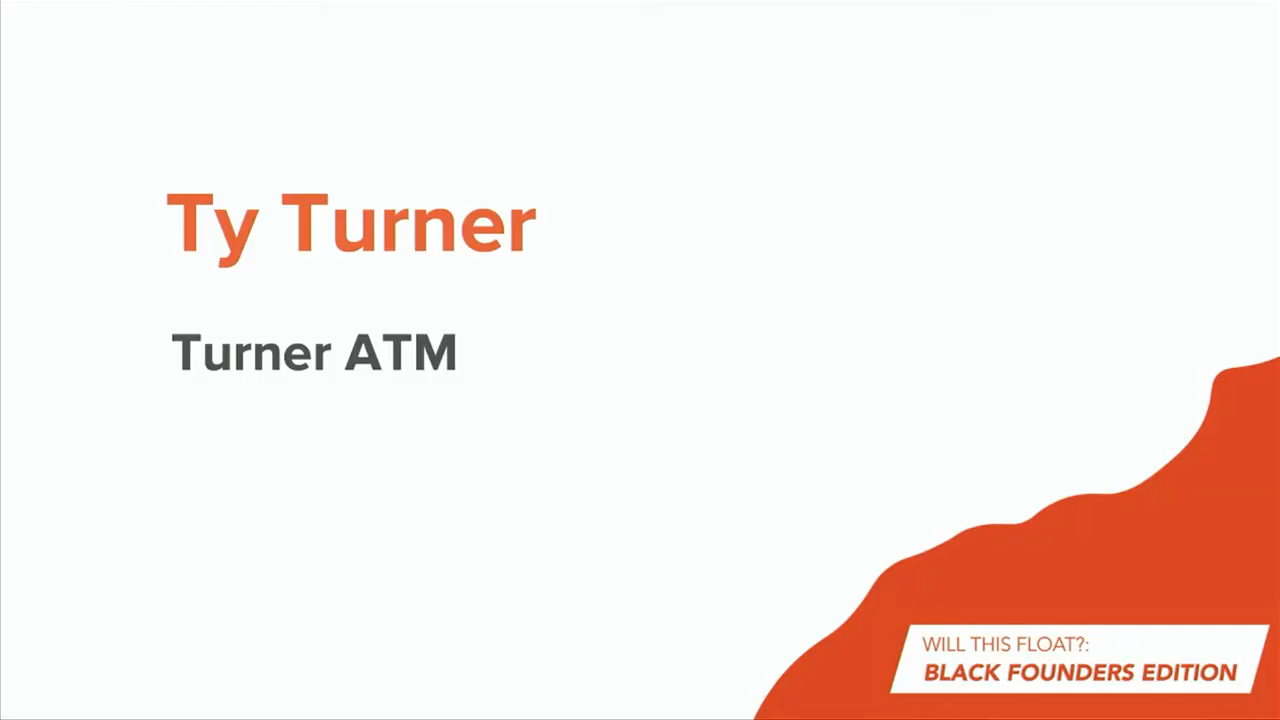 Ty Turner
Turner ATM
WILL THIS FLOAT?:
BLACK FOUNDERS EDITION